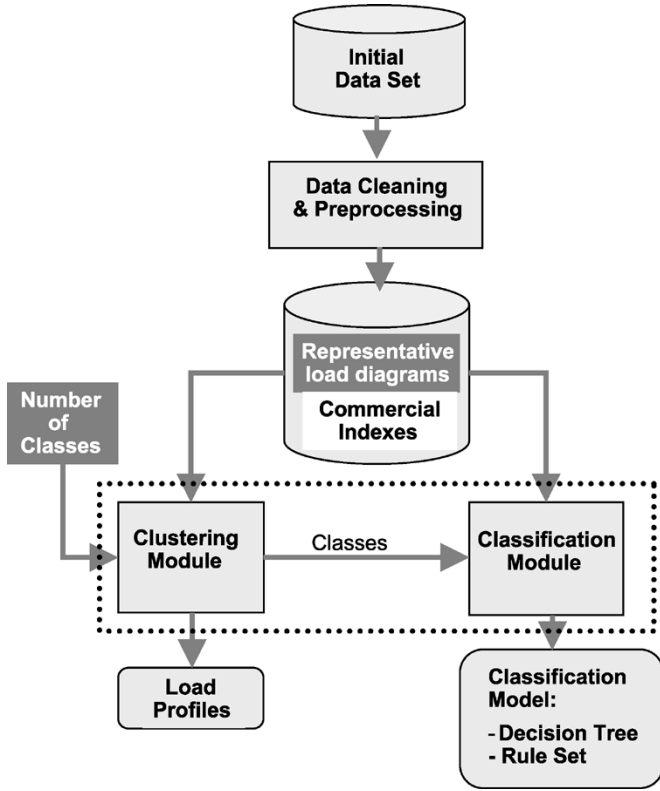 Initial
Data Set
Data Cleaning
& Preprocessing
Representative
load diagrams
Commercial
Indexes
Number
of
Classes
Clustering
Module
Classes
Classification
Module
Load
Profiles
Classification
Model:
- Decision Tree
- Rule Set